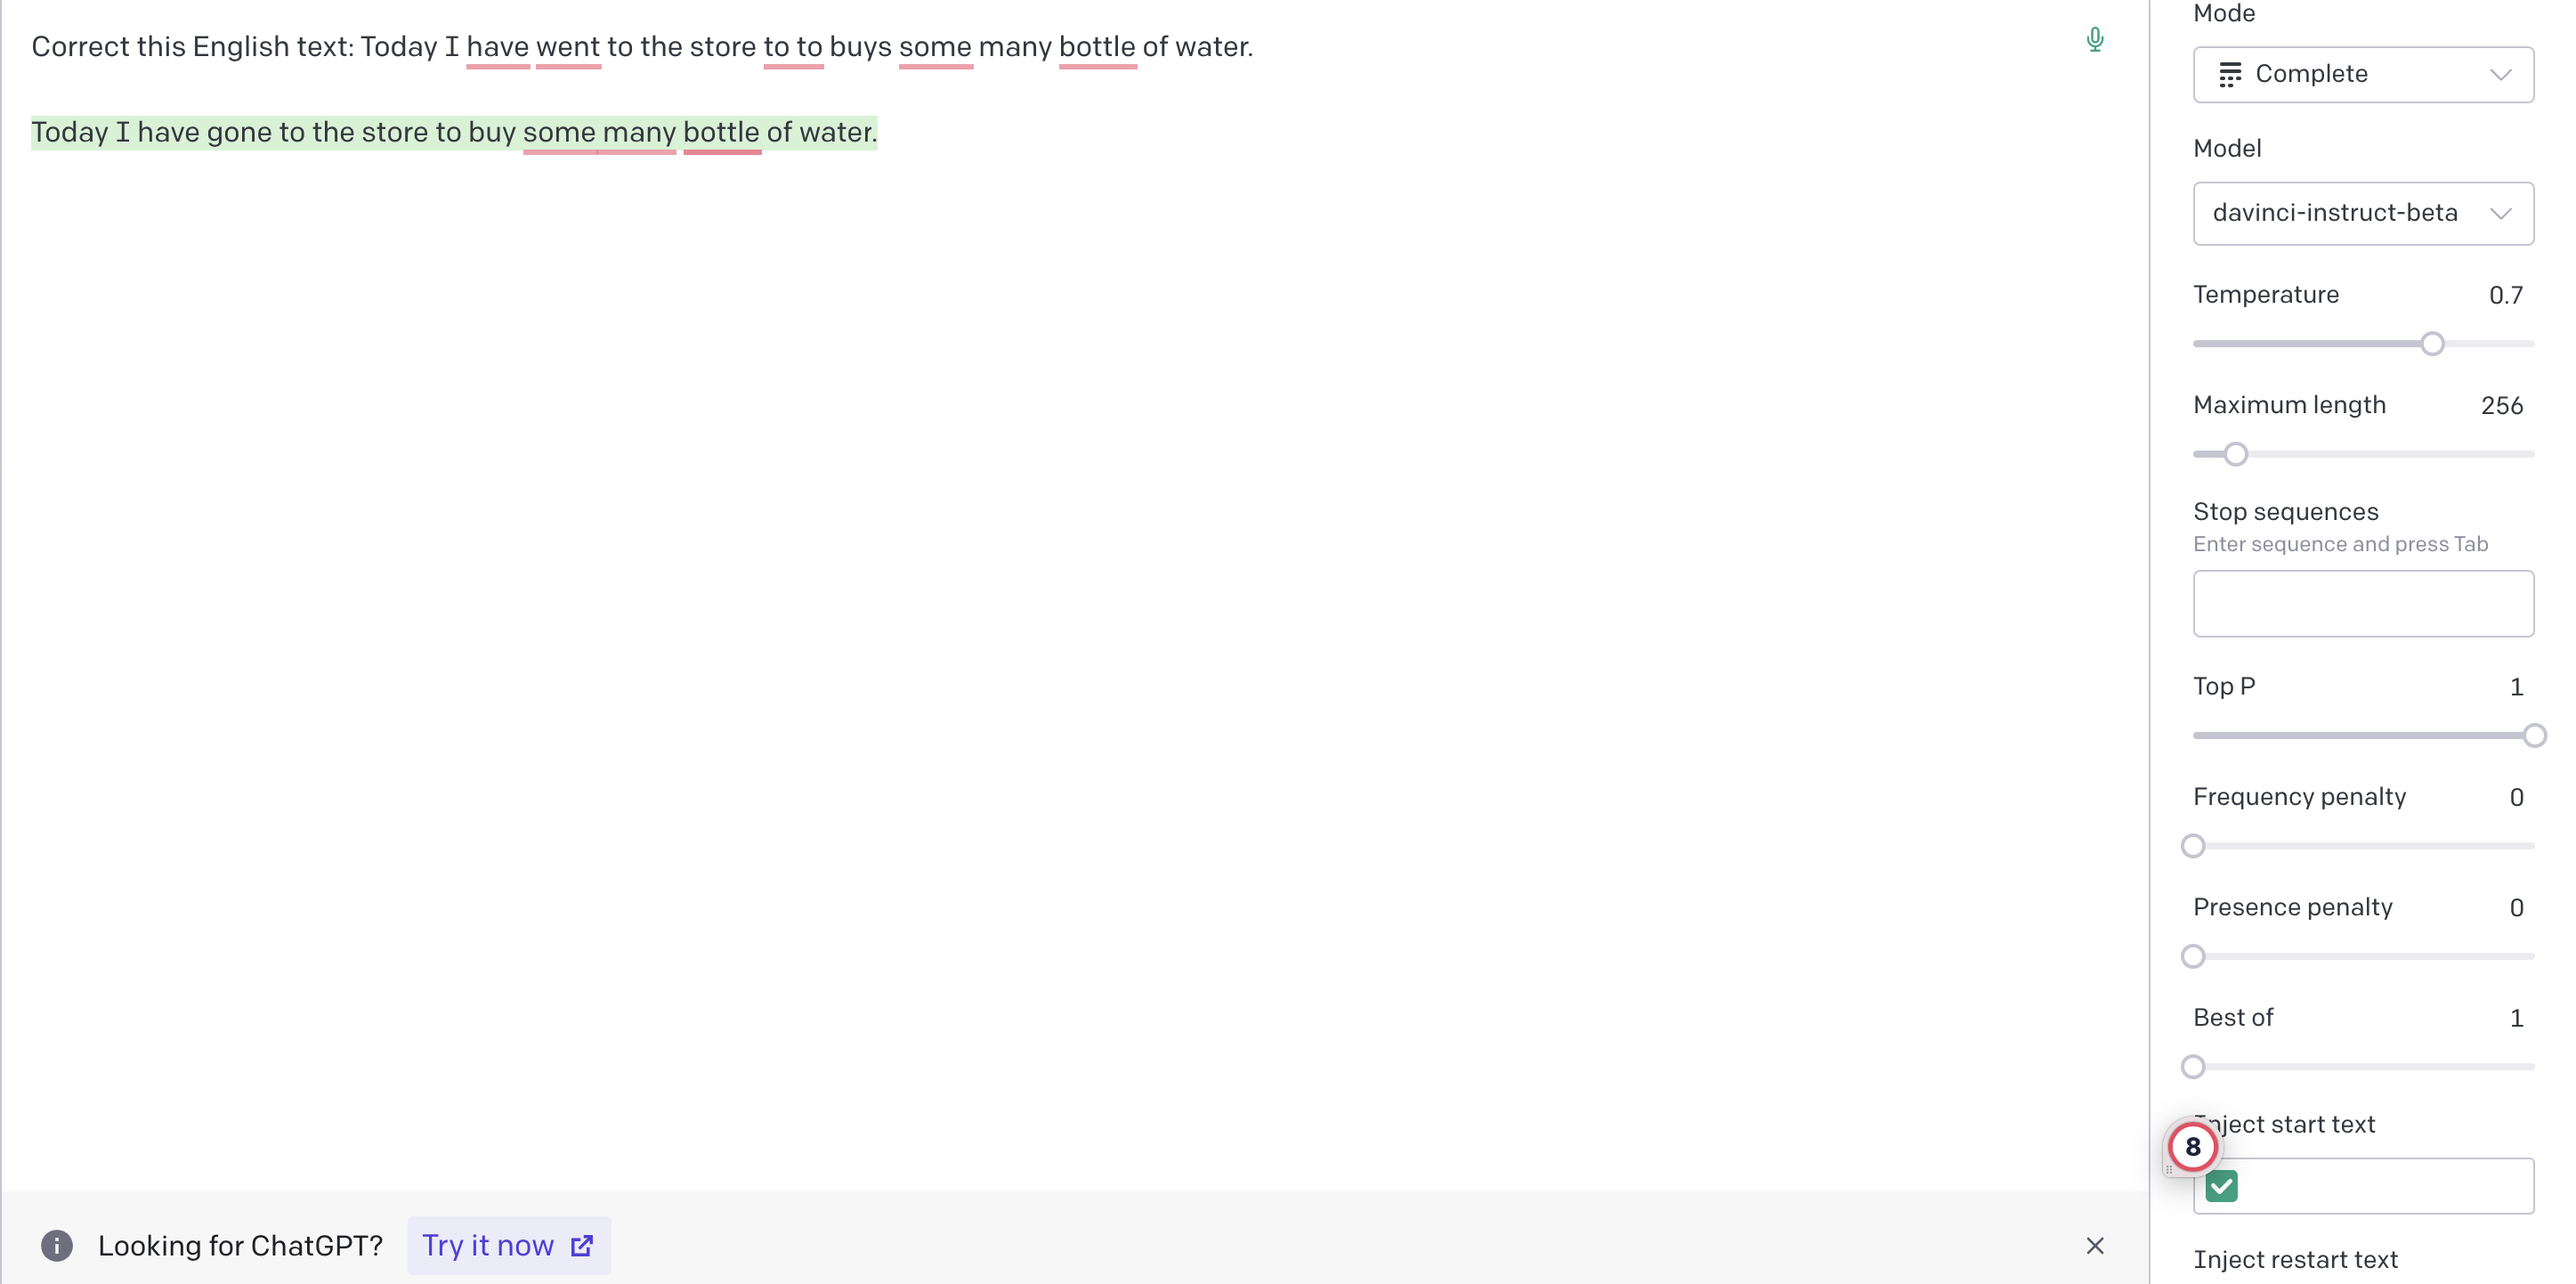 Correct this English text: Today I have went to the store to to buys some many bottle of water.
Today I have gone to the store to buy some many bottle of water.
Looking for ChatGPT? Try it now
Mode
Complete
Model
davinci-instruct-beta
Temperature 0.7
Maximum length 256
Stop sequences
Enter sequence and press Tab
Top P 1
Frequency penalty 0
Presence penalty 0
Best of 1
Inject start text
8
Inject restart text